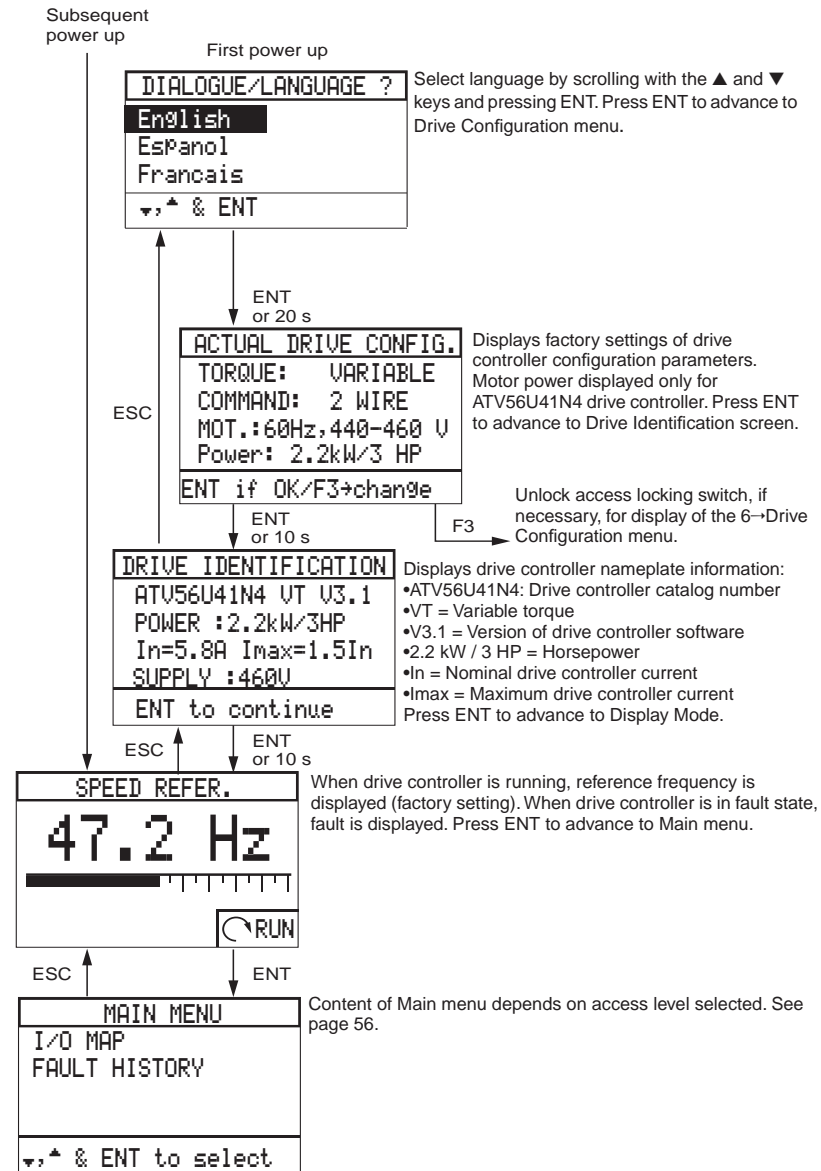 Subsequent
power up
First power up
DIALOGUE/LANGUAGE ?
English
Espanol
Francais
▼,▲ & ENT
Select language by scrolling with the ▲ and ▼
keys and pressing ENT. Press ENT to advance to
Drive Configuration menu.
ENT
or 20 s
ESC
ACTUAL DRIVE CONFIG.
TORQUE: VARIABLE
COMMAND: 2 WIRE
MOT.:60Hz,440-460 V
Power: 2.2kW/3 HP
ENT if OK/F3→change
Displays factory settings of drive
controller configuration parameters.
Motor power displayed only for
ATV56U41N4 drive controller. Press ENT
to advance to Drive Identification screen.
ENT
or 10 s
F3
Unlock access locking switch, if
necessary, for display of the 6→Drive
Configuration menu.
DRIVE IDENTIFICATION
ATV56U41N4 VT V3.1
POWER :2.2kW/3HP
In=5.8A Imax=1.5In
SUPPLY :460V
ENT to continue
Displays drive controller nameplate information:
•ATV56U41N4: Drive controller catalog number
•VT = Variable torque
•V3.1 = Version of drive controller software
•2.2 kW / 3 HP = Horsepower
•In = Nominal drive controller current
•Imax = Maximum drive controller current
Press ENT to advance to Display Mode.
ESC
ENT
or 10 s
SPEED REFER.
47.2 Hz
RUN
When drive controller is running, reference frequency is
displayed (factory setting). When drive controller is in fault state,
fault is displayed. Press ENT to advance to Main menu.
ESC
ENT
MAIN MENU
I/O MAP
FAULT HISTORY
▼,▲ & ENT to select
Content of Main menu depends on access level selected. See
page 56.